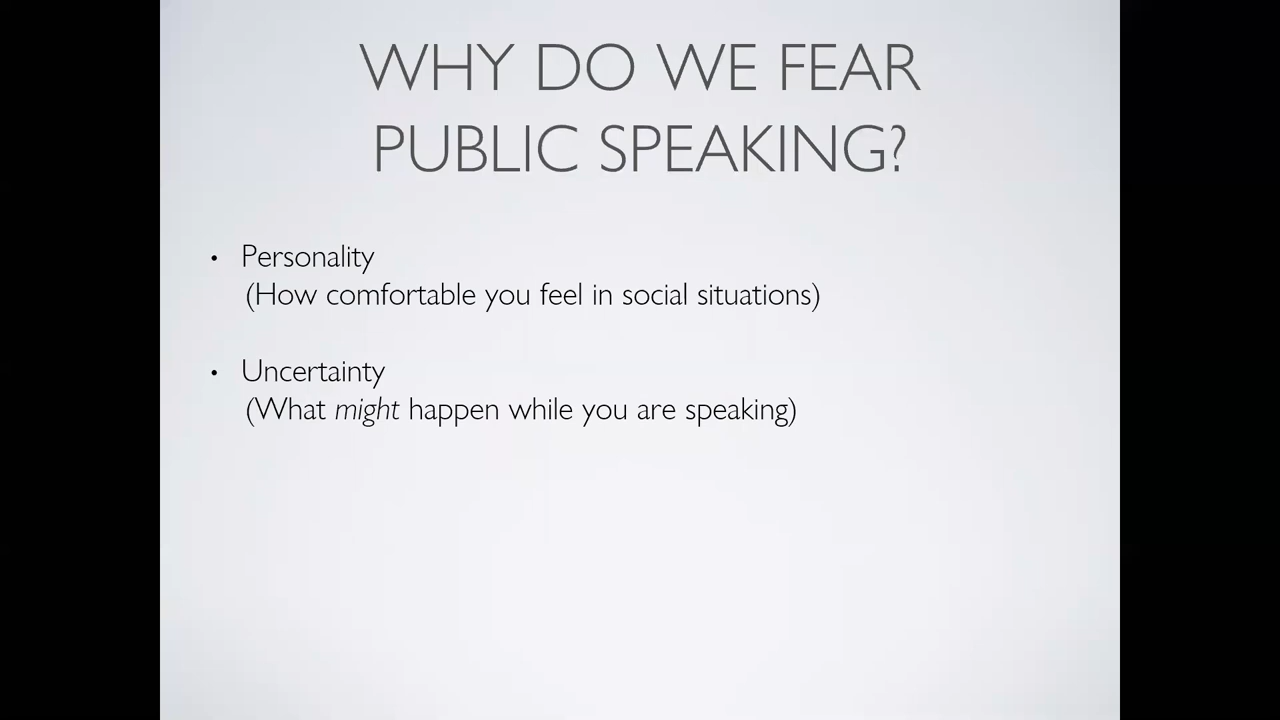 WHY DO WE FEAR
PUBLIC SPEAKING?
• Personality
(How comfortable you feel in social situations)
• Uncertainty
(What might happen while you are speaking)